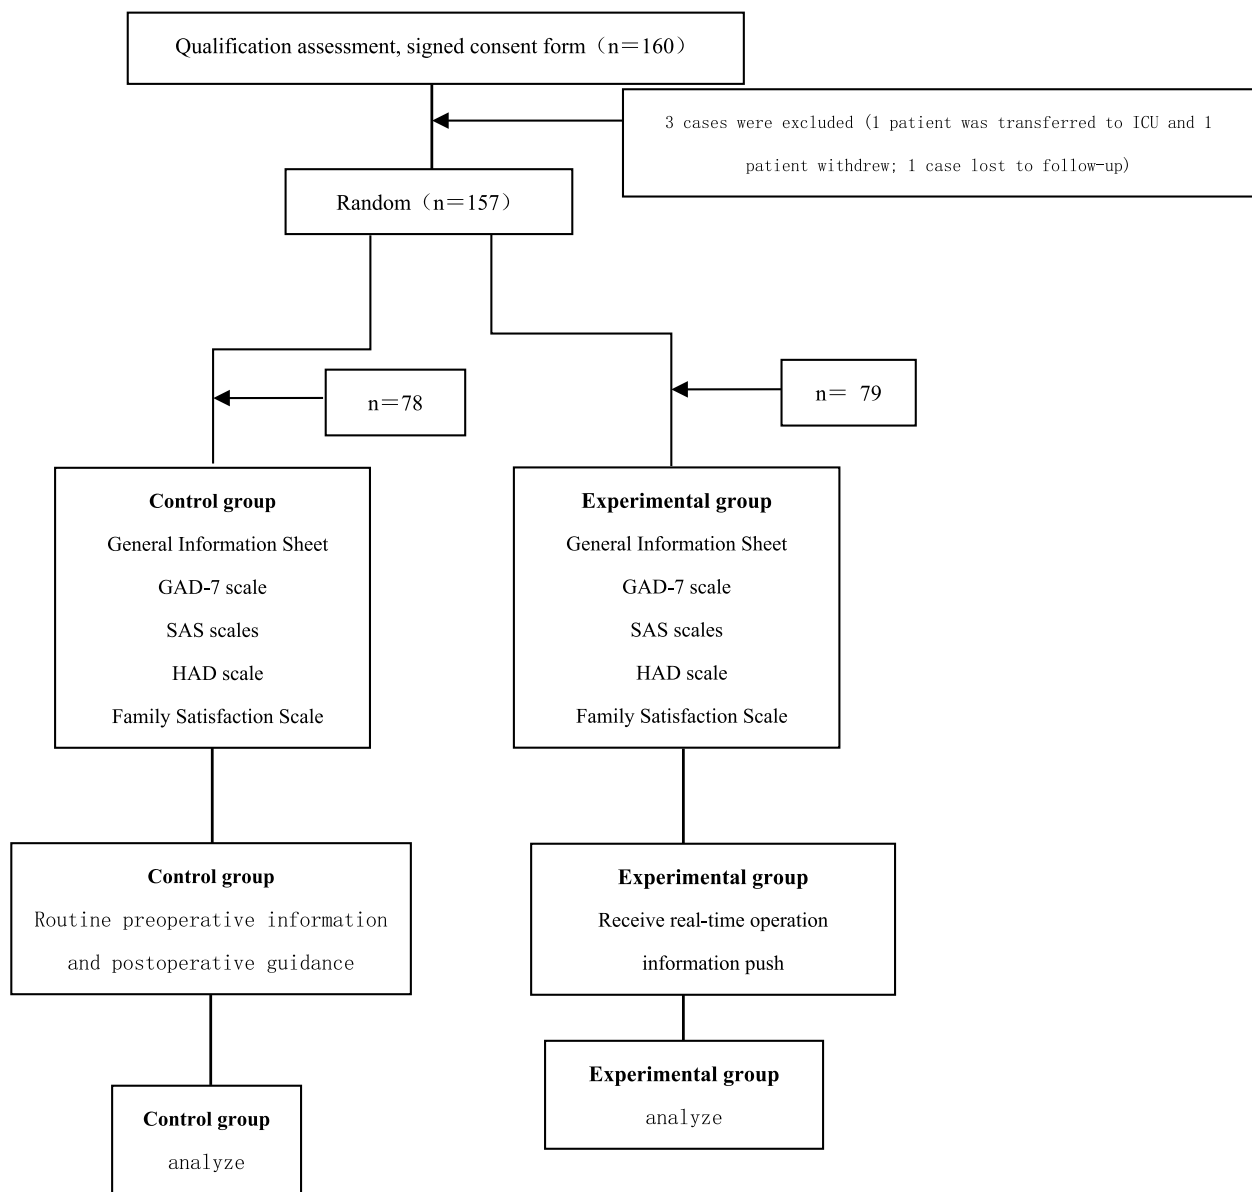 Qualification assessment, signed consent form（n＝160）
3 cases were excluded (1 patient was transferred to ICU and 1
patient withdrew; 1 case lost to follow-up)
Random（n＝157）
n＝78
n＝ 79
Control group
General Information Sheet
GAD-7 scale
SAS scales
HAD scale
Family Satisfaction Scale
Experimental group
General Information Sheet
GAD-7 scale
SAS scales
HAD scale
Family Satisfaction Scale
Control group
Routine preoperative information
and postoperative guidance
Experimental group
Receive real-time operation
information push
Control group
analyze
Experimental group
analyze